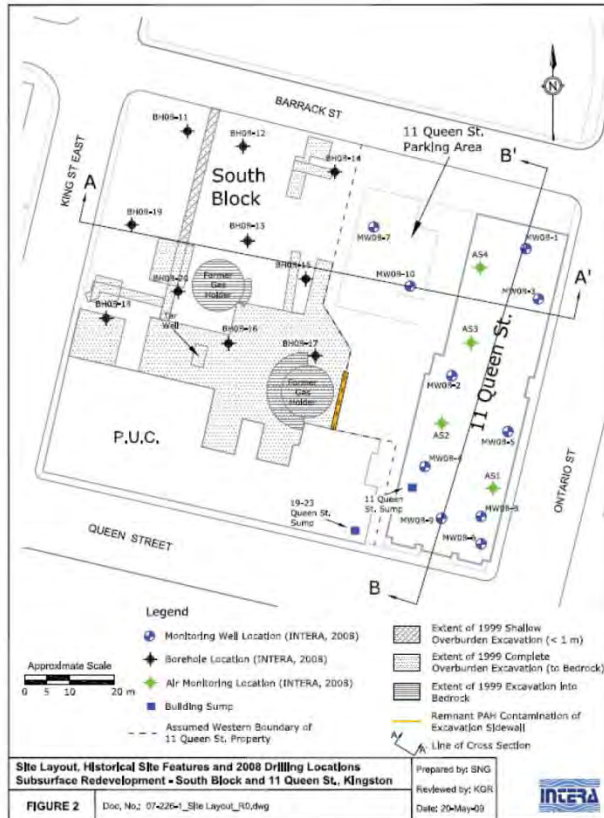 BARRACK ST
N
KING ST EAST
11 Queen St.
Parking Area
B'
BH08-11
BH08-12
BH08-14
South
Block
A
BH08-19
BH08-13
MW08-7
MW08-1
AS4
A'
BH08-15
MW08-10
MW08-3
Former
Gas
Holder
BH08-20
BH08-18
Tar
Well
BH08-16
BH08-17
AS3
11 Queen St.
MW08-2
Former
Gas
Holder
P.U.C.
AS2
MW08-5
MW08-4
AS1
ONTARIO ST
19-23
Queen St.
Sump
11 Queen
St. Sump
MW08-9
MW08-8
MW08-6
QUEEN STREET
B
Legend
Monitoring Well Location (INTERA, 2008)
Borehole Location (INTERA, 2008)
Air Monitoring Location (INTERA, 2008)
Building Sump
Assumed Western Boundary of
11 Queen St. Property
Approximate Scale
0 5 10 20 m
Extent of 1999 Shallow
Overburden Excavation (< 1 m)
Extent of 1999 Complete
Overburden Excavation (to Bedrock)
Extent of 1999 Excavation into
Bedrock
Remnant PAH Contamination of
Excavation Sidewall
A A' Line of Cross Section
Site Layout, Historical Site Features and 2008 Drilling Locations
Subsurface Redevelopment - South Block and 11 Queen St., Kingston
Prepared by: SNG
Reviewed by: KGR
Date: 20-May-09
FIGURE 2
Doc. No.: 07-226-1_Site Layout_R0.dwg
INTERA